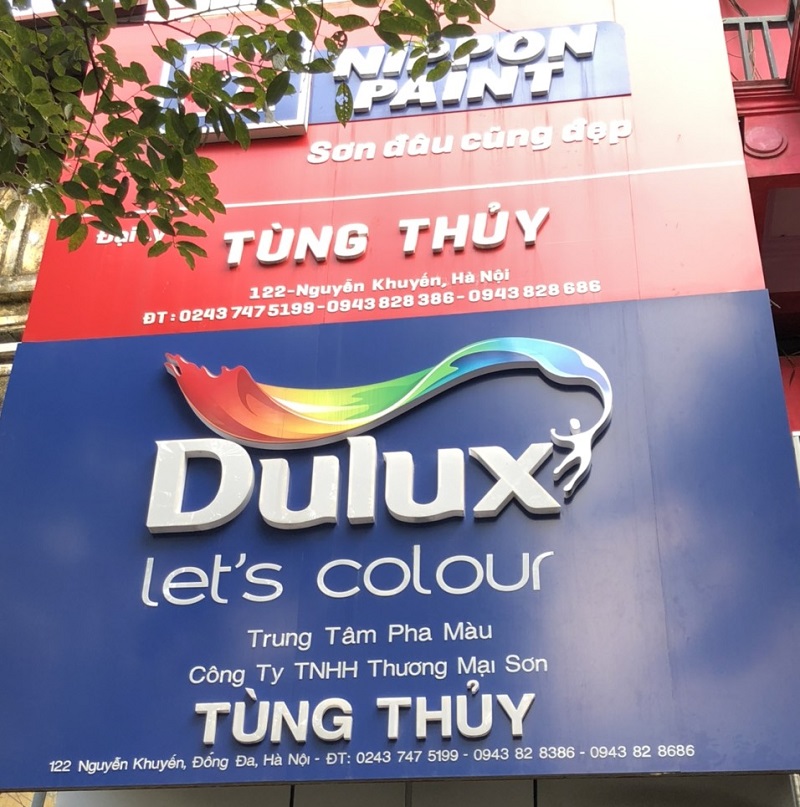 NIPPON
PAINT
Sơn đâu cũng đẹp
Đại lý
TÙNG THỦY
122-Nguyễn Khuyến, Hà Nội
ĐT: 0243 747 5199-0943 828 386- 0943 828 686
Dulux
let's colour
Trung Tâm Pha Màu
Công Ty TNHH Thương Mại Sơn
TÙNG THỦY
122 Nguyễn Khuyến, Đống Đa, Hà Nội - ĐT: 0243 747 5199 - 0943 82 8386 - 0943 82 8686